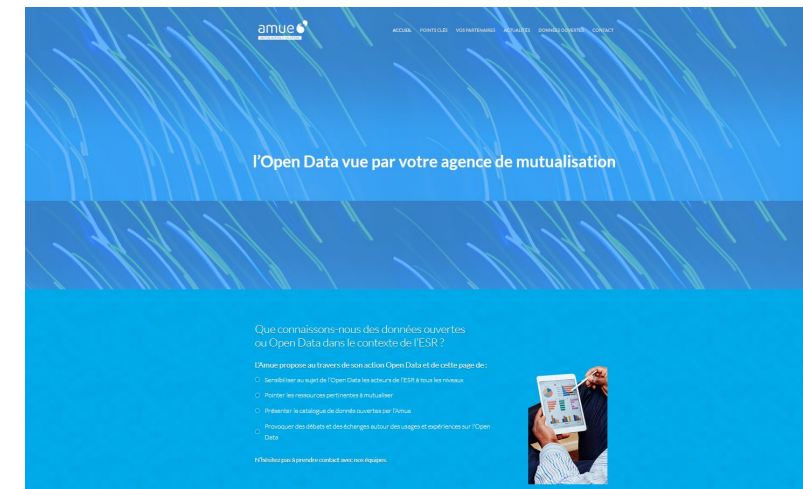 amue
ACCUEIL POINTS CLÉS VOS PARTENAIRES ACTUALITÉS DONNÉES OUVERTES CONTACT
l'Open Data vue par votre agence de mutualisation
Que connaissons-nous des données ouvertes
ou Open Data dans le contexte de l'ESR ?
L'Amue propose au travers de son action Open Data et de cette page de :
Sensibiliser au sujet de l'Open Data les acteurs de l'ESR à tous les niveaux
Pointer les ressources pertinentes à mutualiser
Présenter le catalogue de donnés ouvertes par l'Amue
Provoquer des débats et des échanges autour des usages et expériences sur l'Open
Data
N'hésitez pas à prendre contact avec nos équipes.